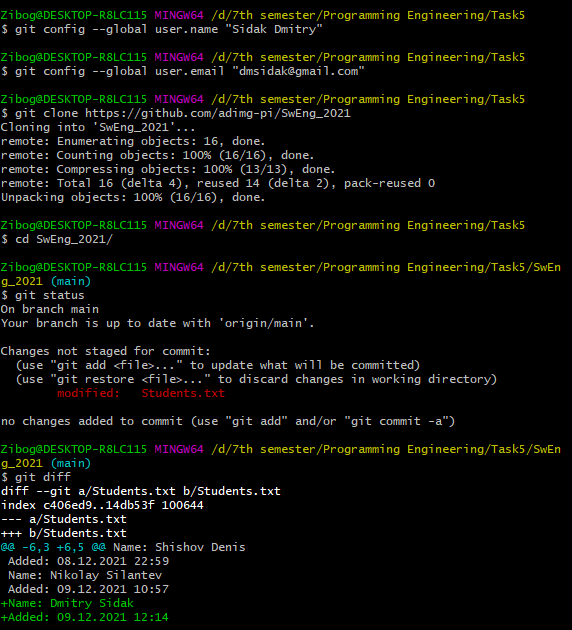 Zibog@DESKTOP-R8LC115 MINGW64 /d/7th semester/Programming Engineering/Task5
$ git config --global user.name "Sidak Dmitry"
Zibog@DESKTOP-R8LC115 MINGW64 /d/7th semester/Programming Engineering/Task5
$ git config --global user.email "dmsidak@gmail.com"
Zibog@DESKTOP-R8LC115 MINGW64 /d/7th semester/Programming Engineering/Task5
$ git clone https://github.com/adimg-pi/SwEng_2021
Cloning into 'SwEng_2021'...
remote: Enumerating objects: 16, done.
remote: Counting objects: 100% (16/16), done.
remote: Compressing objects: 100% (13/13), done.
remote: Total 16 (delta 4), reused 14 (delta 2), pack-reused 0
Unpacking objects: 100% (16/16), done.
Zibog@DESKTOP-R8LC115 MINGW64 /d/7th semester/Programming Engineering/Task5
$ cd SwEng_2021/
Zibog@DESKTOP-R8LC115 MINGW64 /d/7th semester/Programming Engineering/Task5/SwEn
g_2021 (main)
$ git status
On branch main
Your branch is up to date with 'origin/main'.
Changes not staged for commit:
  (use "git add <file>..." to update what will be committed)
  (use "git restore <file>..." to discard changes in working directory)
        modified:   Students.txt
no changes added to commit (use "git add" and/or "git commit -a")
Zibog@DESKTOP-R8LC115 MINGW64 /d/7th semester/Programming Engineering/Task5/SwEn
g_2021 (main)
$ git diff
diff --git a/Students.txt b/Students.txt
index c406ed9..14db53f 100644
--- a/Students.txt
+++ b/Students.txt
@@ -6,3 +6,5 @@ Name: Shishov Denis
 Added: 08.12.2021 22:59
 Name: Nikolay Silantev
 Added: 09.12.2021 10:57
+Name: Dmitry Sidak
+Added: 09.12.2021 12:14